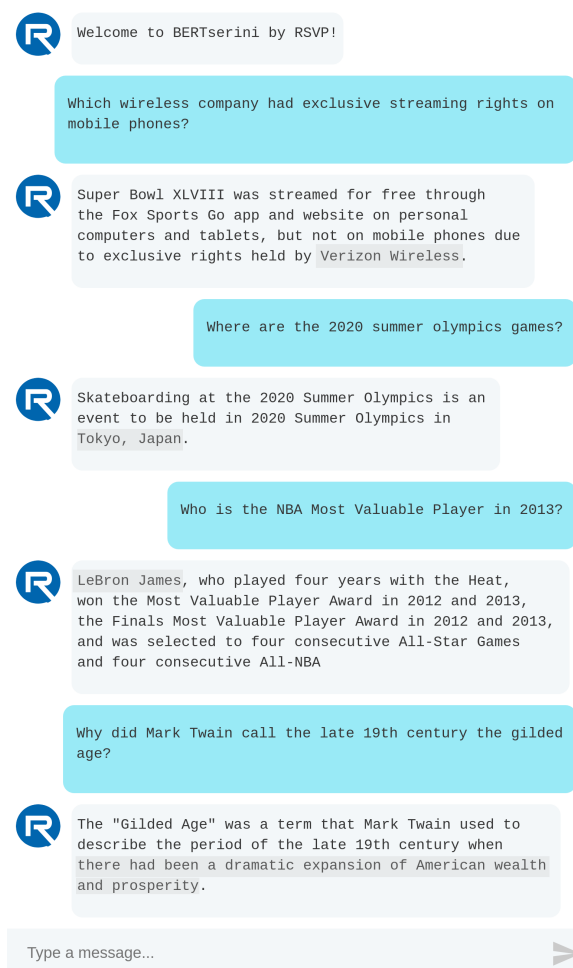 Welcome to BERTserini by RSVP!
Which wireless company had exclusive streaming rights on
mobile phones?
Super Bowl XLVIII was streamed for free through
the Fox Sports Go app and website on personal
computers and tablets, but not on mobile phones due
to exclusive rights held by Verizon Wireless.
Where are the 2020 summer olympics games?
Skateboarding at the 2020 Summer Olympics is an
event to be held in 2020 Summer Olympics in
Tokyo, Japan.
Who is the NBA Most Valuable Player in 2013?
LeBron James, who played four years with the Heat,
won the Most Valuable Player Award in 2012 and 2013,
the Finals Most Valuable Player Award in 2012 and 2013,
and was selected to four consecutive All-Star Games
and four consecutive All-NBA
Why did Mark Twain call the late 19th century the gilded
age?
The "Gilded Age" was a term that Mark Twain used to
describe the period of the late 19th century when
there had been a dramatic expansion of American wealth
and prosperity.
Type a message...